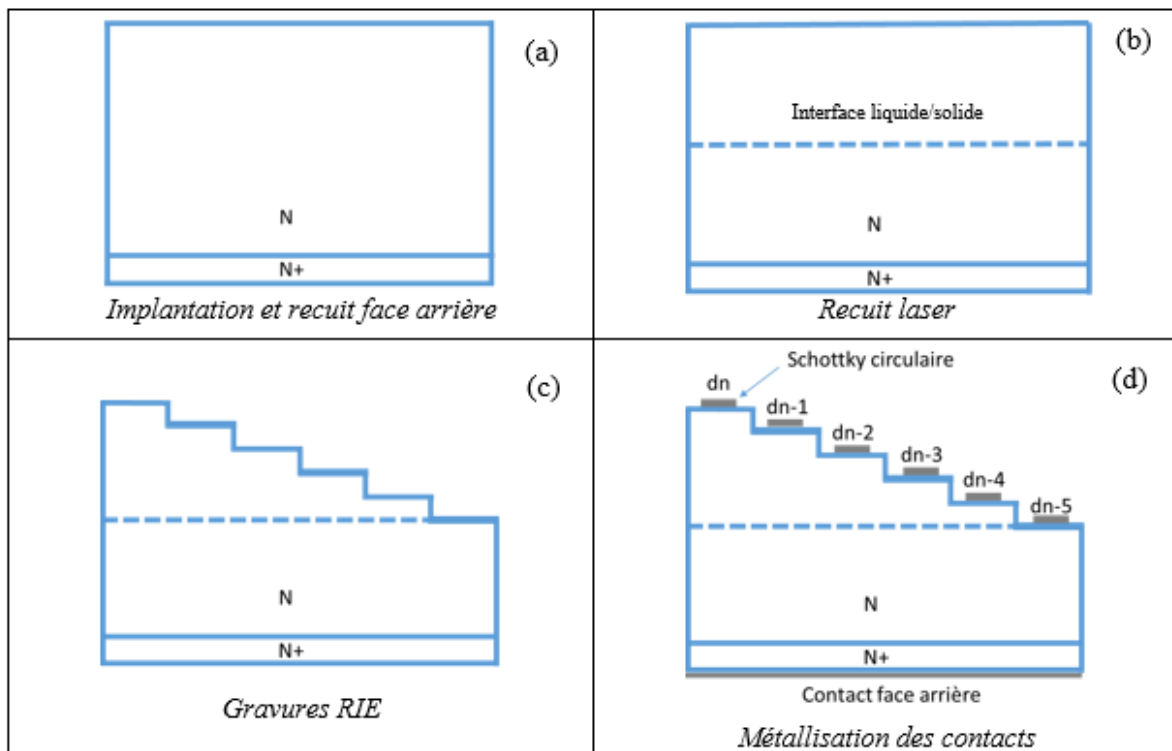 (a)
N
N+
Implantation et recuit face arrière
(b)
Interface liquide/solide
N
N+
Recuit laser
(c)
N
N+
Gravures RIE
(d)
Schottky circulaire
dn
dn-1
dn-2
dn-3
dn-4
dn-5
N
N+
Contact face arrière
Métallisation des contacts